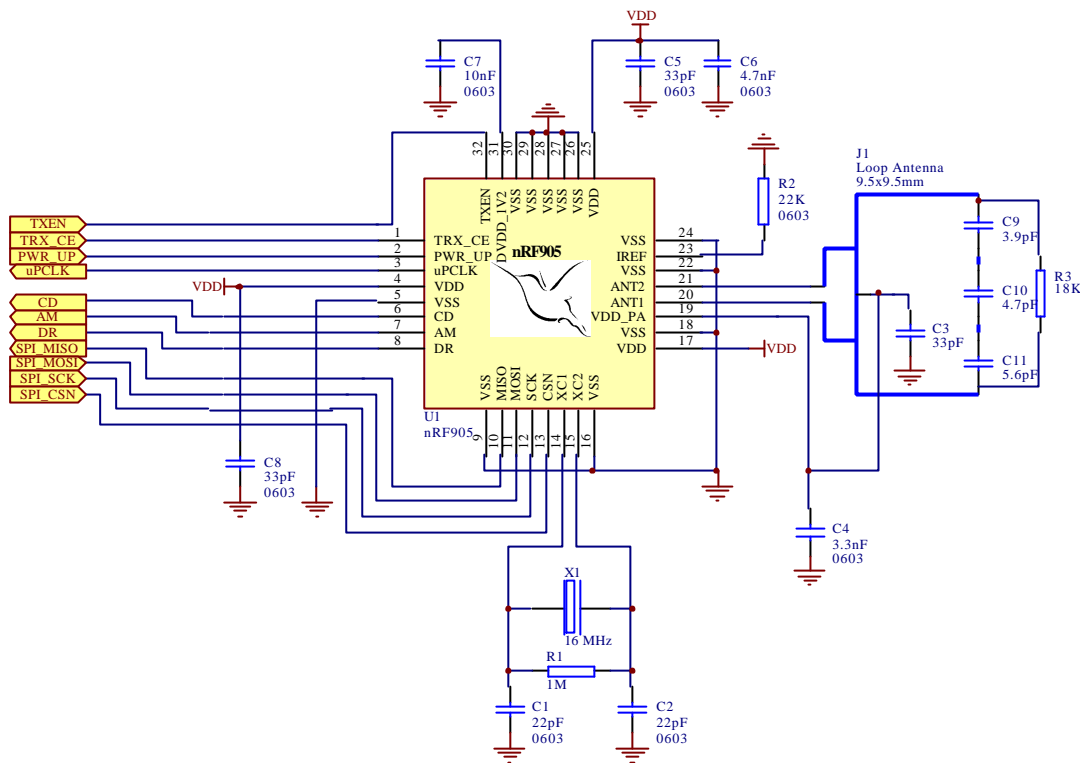 VDD
C7
10nF
0603
C5
33pF
0603
C6
4.7nF
0603
32
31
30
29
28
27
26
25
TXEN
DVDD_1V2
VSS
VSS
VSS
VSS
VSS
VDD
R2
22K
0603
J1
Loop Antenna
9.5x9.5mm
TXEN
TRX_CE
PWR_UP
uPCLK
CD
AM
DR
SPI_MISO
SPI_MOSI
SPI_SCK
SPI_CSN
VDD
1
2
3
4
5
6
7
8
TRX_CE
PWR_UP
uPCLK
VDD
VSS
CD
AM
DR
nRF905
VSS
IREF
VSS
ANT2
ANT1
VDD_PA
VSS
VDD
24
23
22
21
20
19
18
17
VDD
C9
3.9pF
C10
4.7pF
C11
5.6pF
R3
18K
C3
33pF
VSS
MISO
MOSI
SCK
CSN
XC1
XC2
VSS
U1
nRF905
9
10
11
12
13
14
15
16
C8
33pF
0603
C4
3.3nF
0603
X1
16 MHz
R1
1M
C1
22pF
0603
C2
22pF
0603